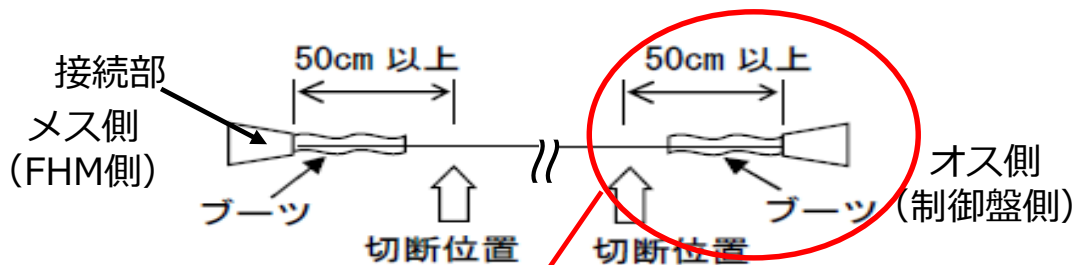 50cm 以上
50cm 以上
接続部
メス側
(FHM側)
オス側
(制御盤側)
ブーツ
ブーツ
切断位置
切断位置